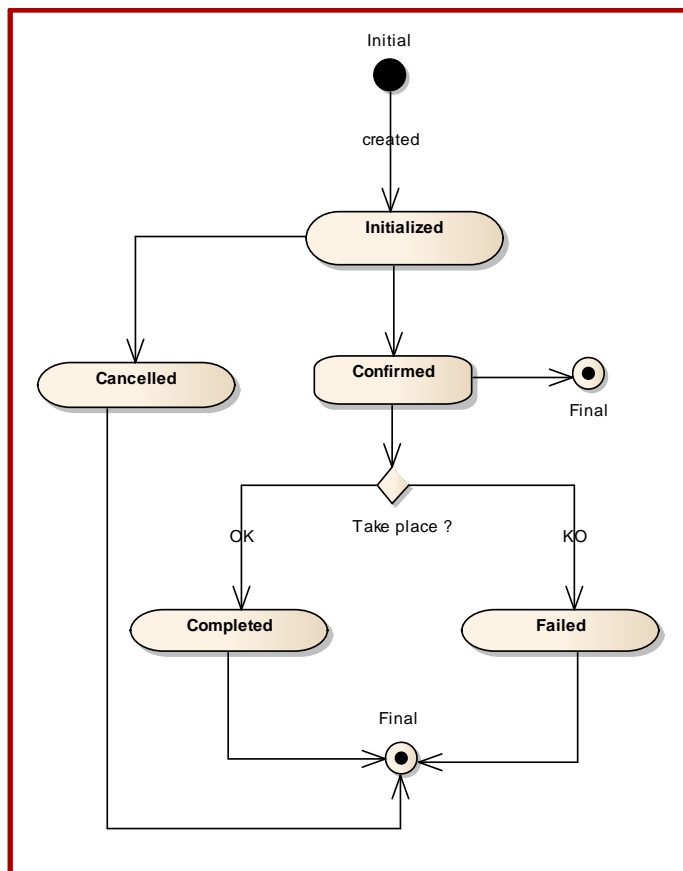 Initial
created
Initialized
Cancelled
Confirmed
Final
Take place ?
OK
KO
Completed
Failed
Final